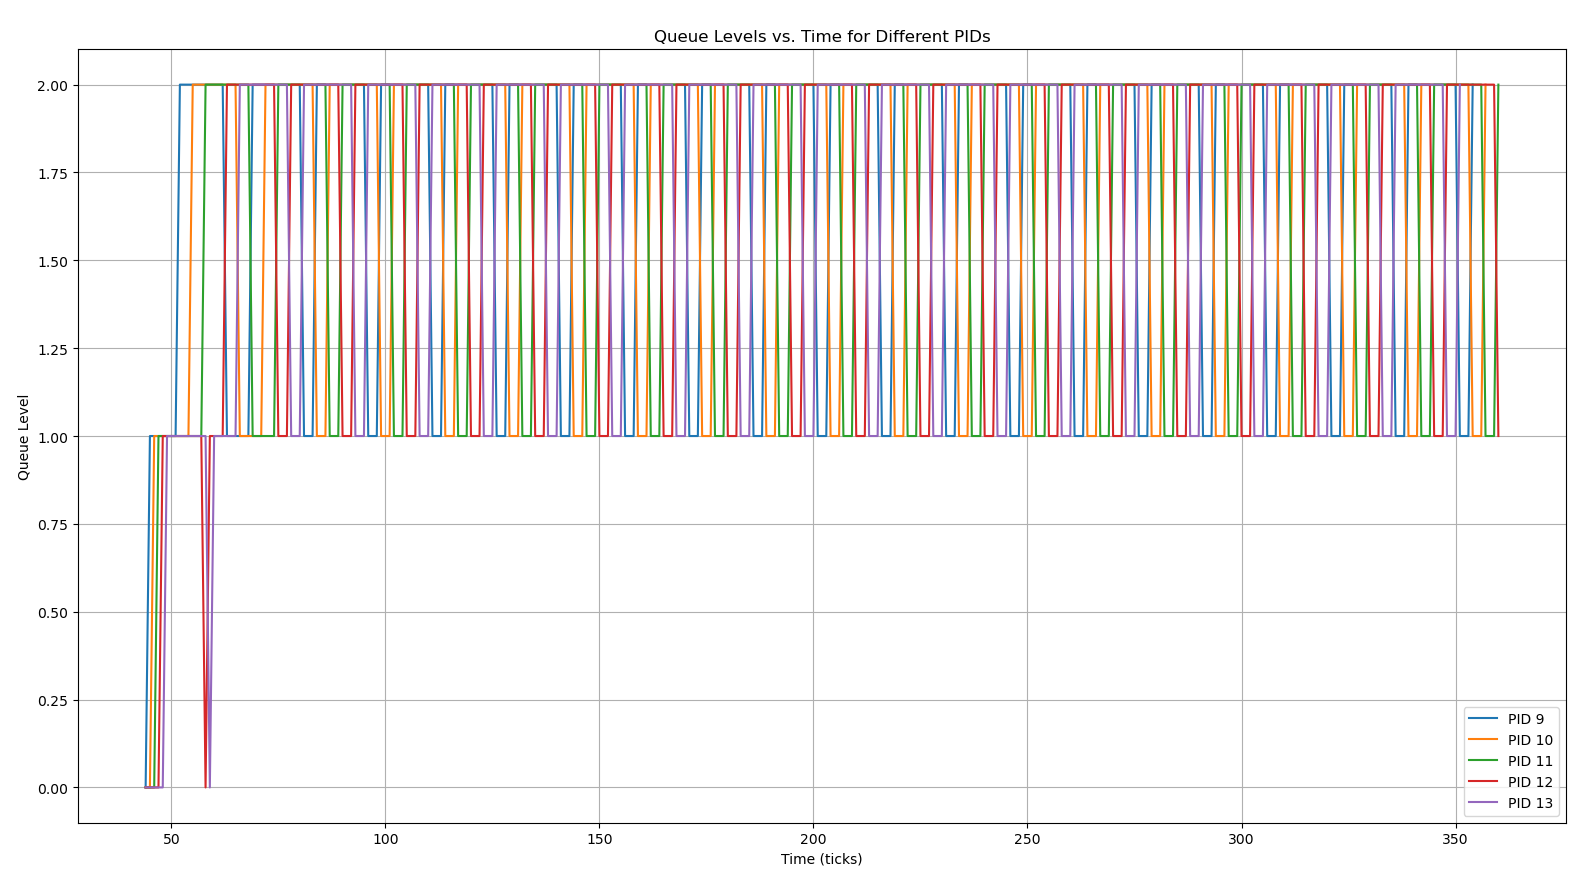 Queue Levels vs. Time for Different PIDs
Queue Level
2.00
1.75
1.50
1.25
1.00
0.75
0.50
0.25
0.00
50
100
150
200
250
300
350
Time (ticks)
PID 9
PID 10
PID 11
PID 12
PID 13